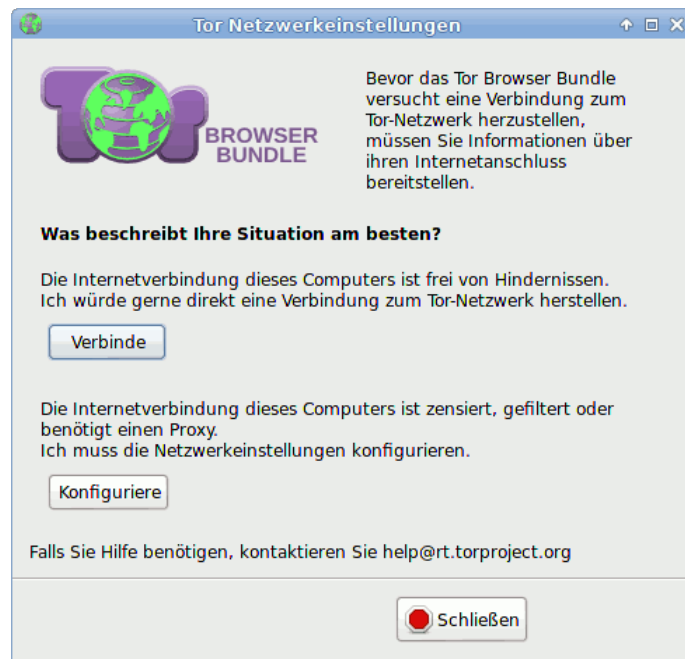 Tor Netzwerkeinstellungen
Tor
BROWSER
BUNDLE
Bevor das Tor Browser Bundle
versucht eine Verbindung zum
Tor-Netzwerk herzustellen,
müssen Sie Informationen über
ihren Internetanschluss
bereitstellen.
Was beschreibt Ihre Situation am besten?
Die Internetverbindung dieses Computers ist frei von Hindernissen.
Ich würde gerne direkt eine Verbindung zum Tor-Netzwerk herstellen.
Verbinde
Die Internetverbindung dieses Computers ist zensiert, gefiltert oder
benötigt einen Proxy.
Ich muss die Netzwerkeinstellungen konfigurieren.
Konfiguriere
Falls Sie Hilfe benötigen, kontaktieren Sie help@rt.torproject.org
Schließen